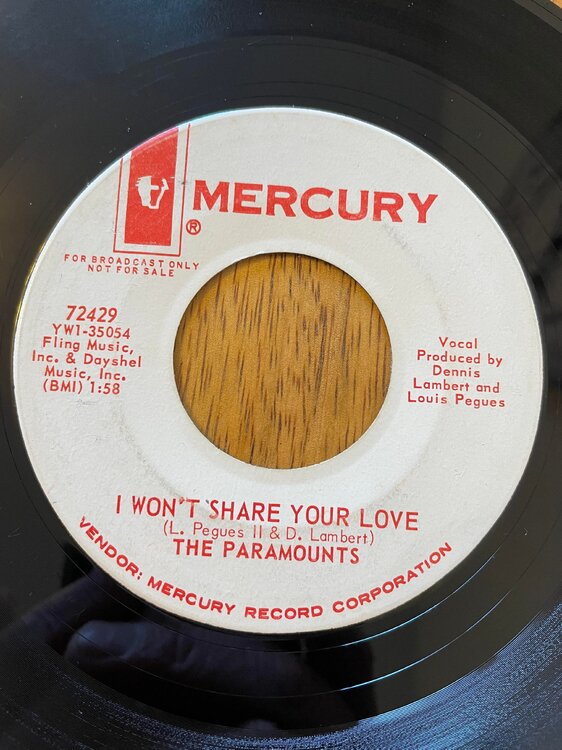 MERCURY
®
FOR BROADCAST ONLY
NOT FOR SALE
72429
YW1-35054
Fling Music,
Inc. & Dayshel
Music, Inc.
(BMI) 1:58
Vocal
Produced by
Dennis
Lambert and
Louis Pegues
I WON'T SHARE YOUR LOVE
(L. Pegues II & D. Lambert)
THE PARAMOUNTS
VENDOR: MERCURY RECORD CORPORATION